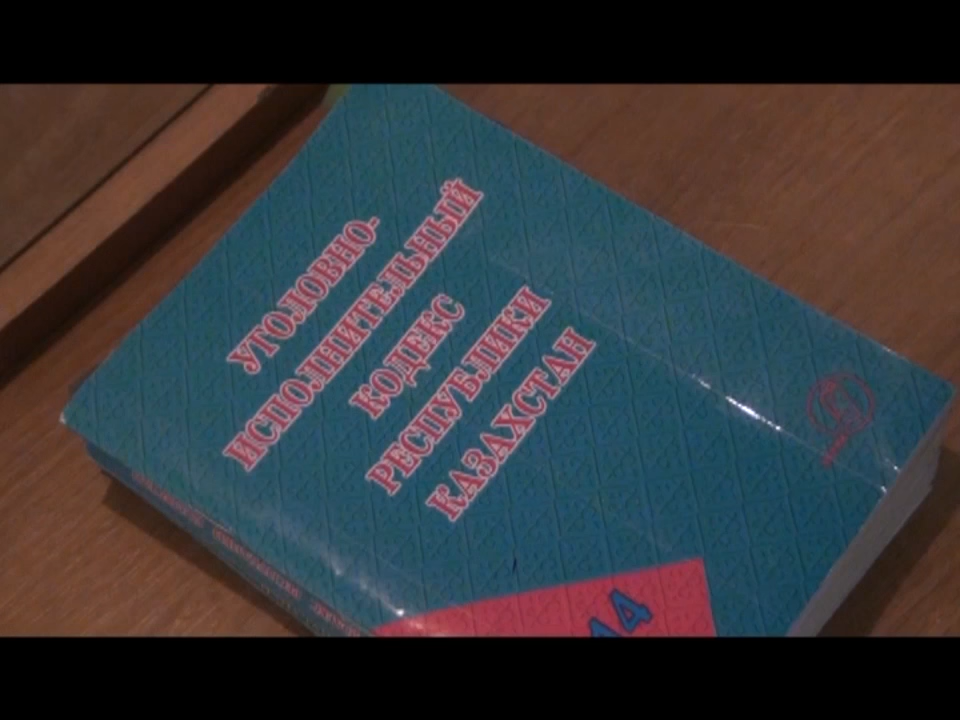 УГОЛОВНО-
ИСПОЛНИТЕЛЬНЫЙ
КОДЕКС
РЕСПУБЛИКИ
КАЗАХСТАН